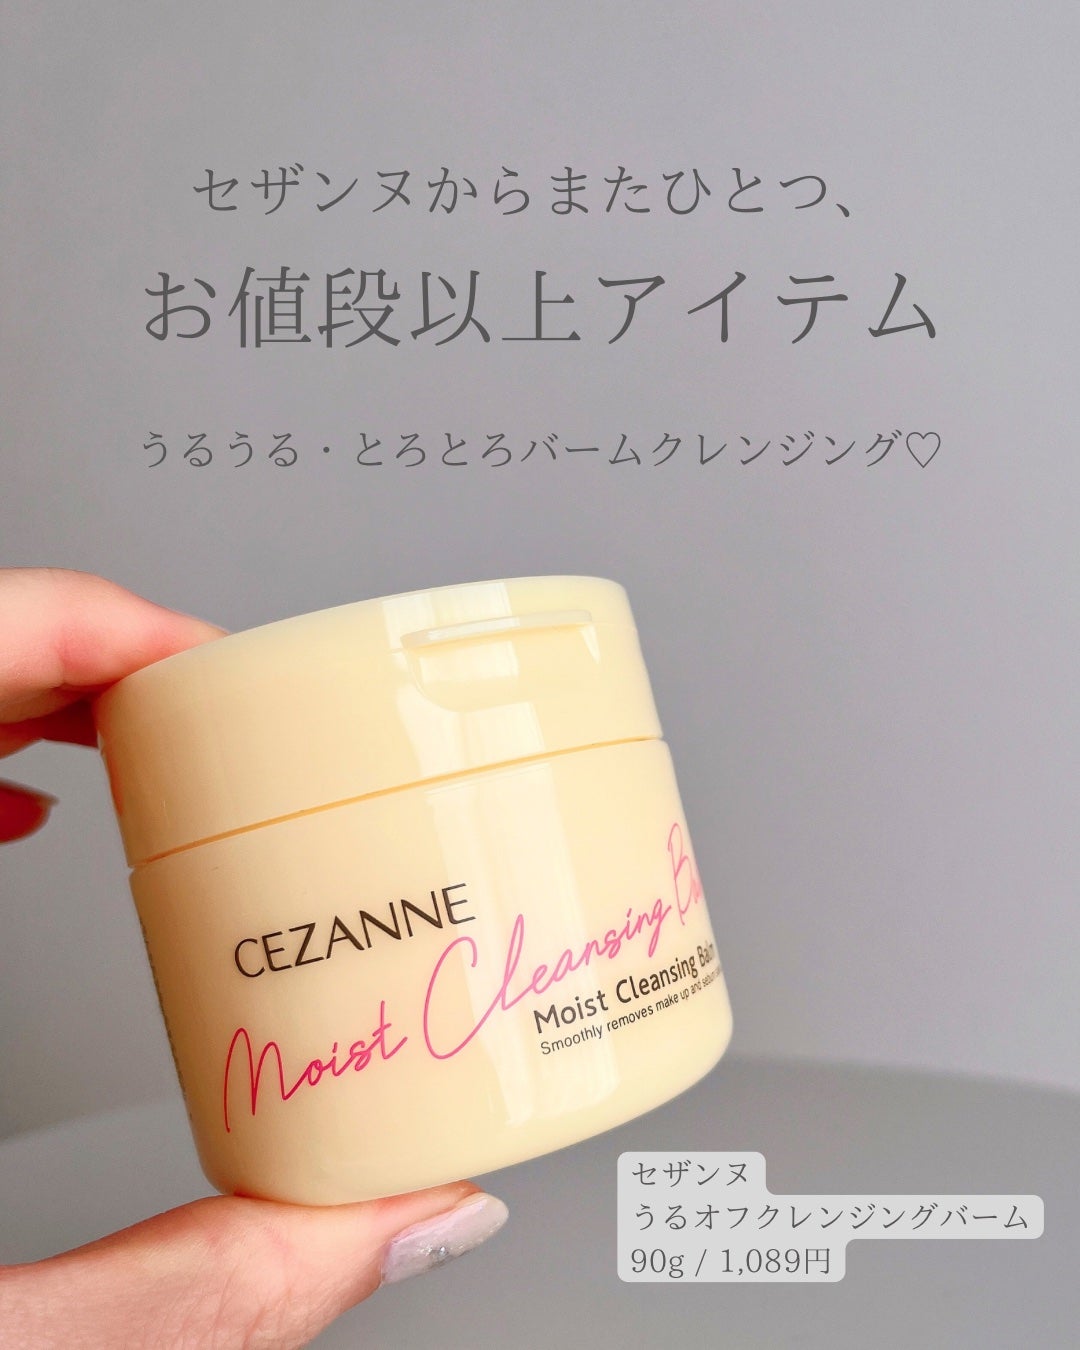 セザンヌからまたひとつ、
お値段以上アイテム
うるうる・とろとろバームクレンジング♡
CEZANNE
Moist Cleansing
Moist Cleansing Balm
Smoothly removes make up and sebum
セザンヌ
うるオフクレンジングバーム
90g / 1,089円